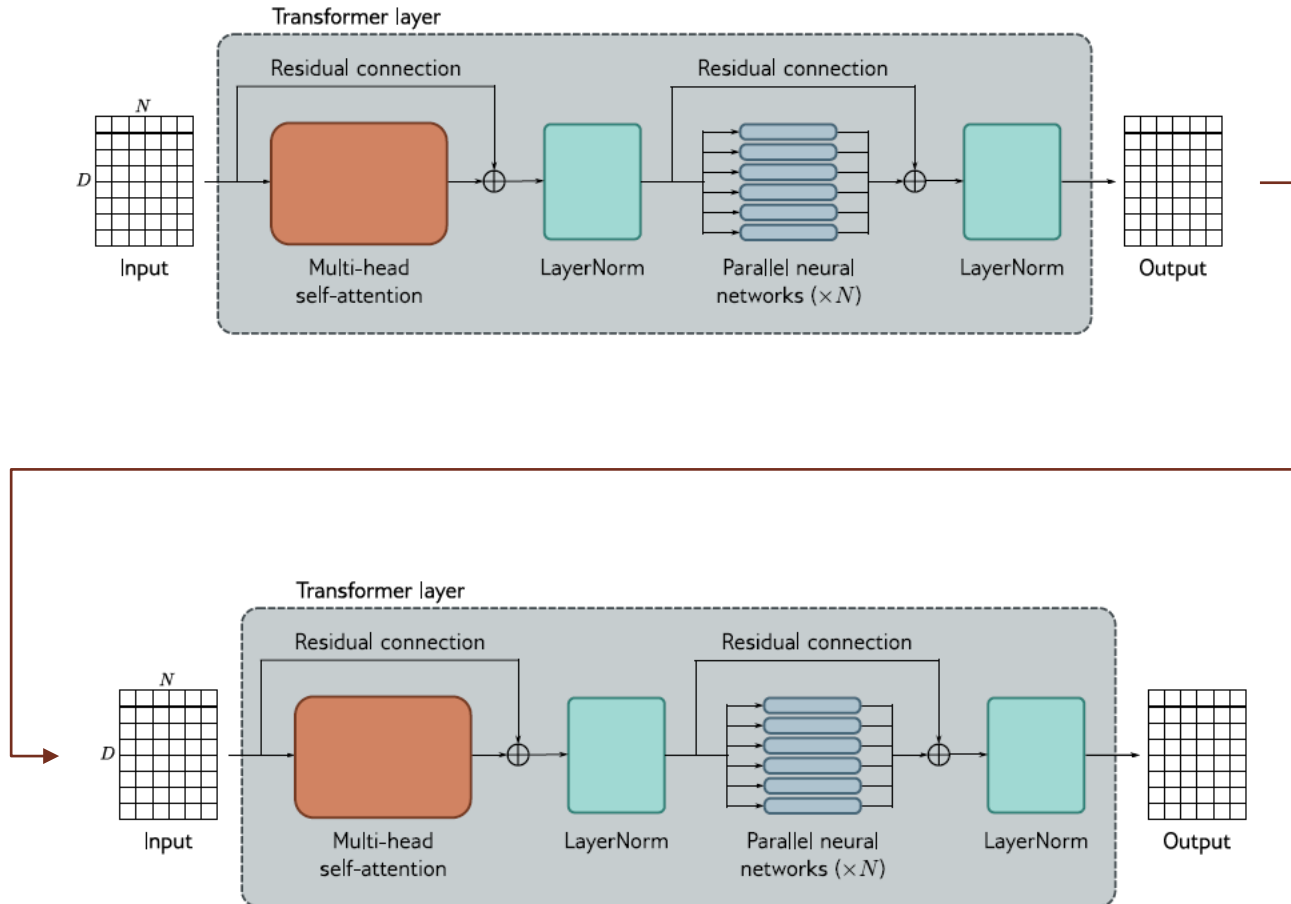 Transformer layer
Residual connection
Residual connection
N
D
Input
Multi-head
self-attention
LayerNorm
Parallel neural
networks (×N)
LayerNorm
Output
Transformer layer
Residual connection
Residual connection
N
D
Input
Multi-head
self-attention
LayerNorm
Parallel neural
networks (×N)
LayerNorm
Output